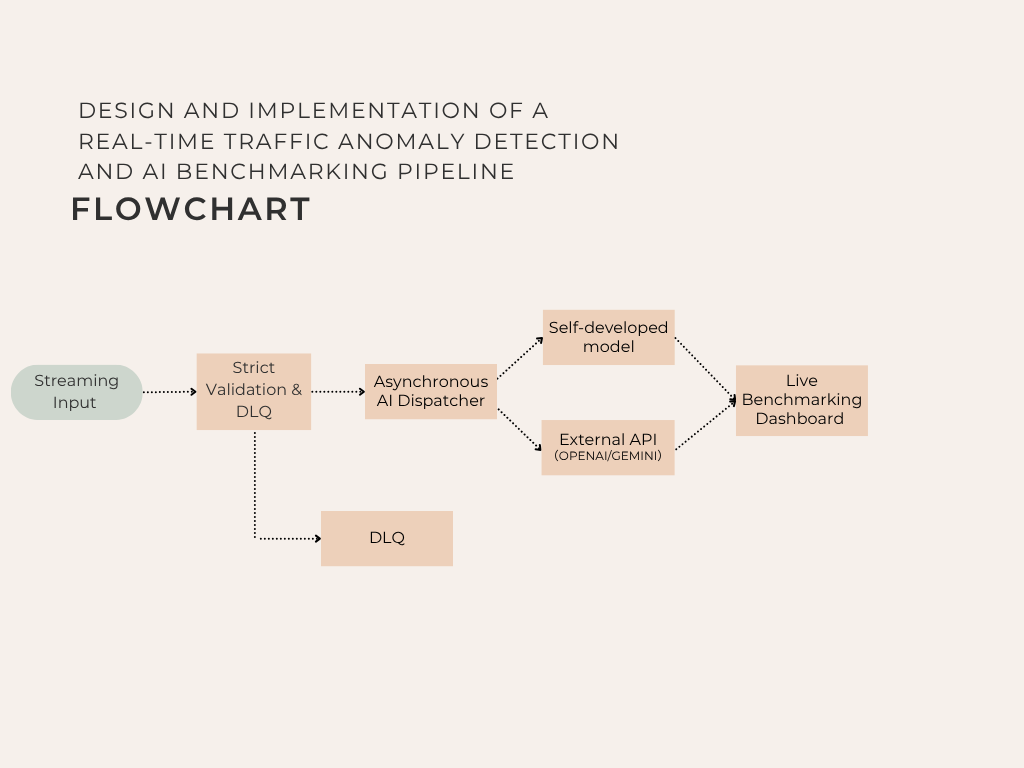 DESIGN AND IMPLEMENTATION OF A
REAL-TIME TRAFFIC ANOMALY DETECTION
AND AI BENCHMARKING PIPELINE
FLOWCHART
Streaming
Input
Strict
Validation &
DLQ
Asynchronous
AI Dispatcher
Self-developed
model
External API
(OPENAI/GEMINI)
Live
Benchmarking
Dashboard
DLQ